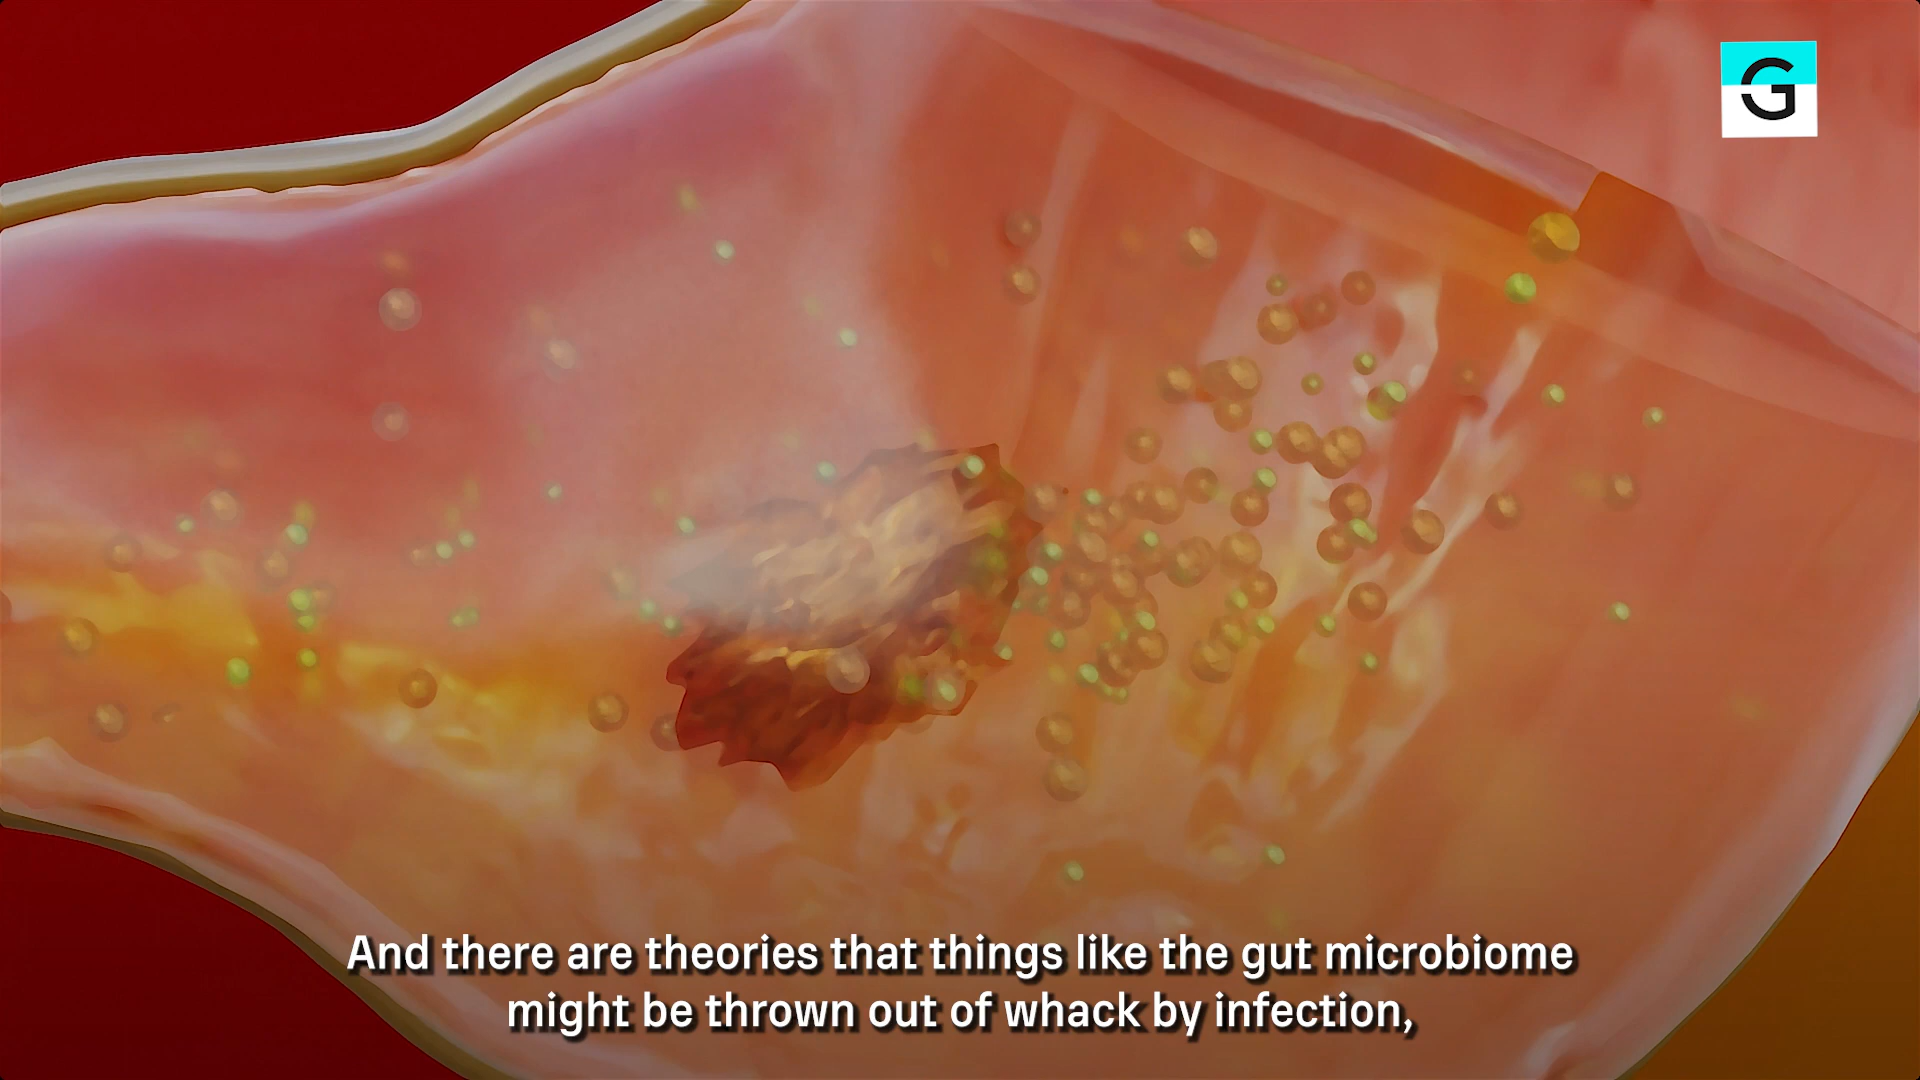 G
And there are theories that things like the gut microbiome
might be thrown out of whack by infection,